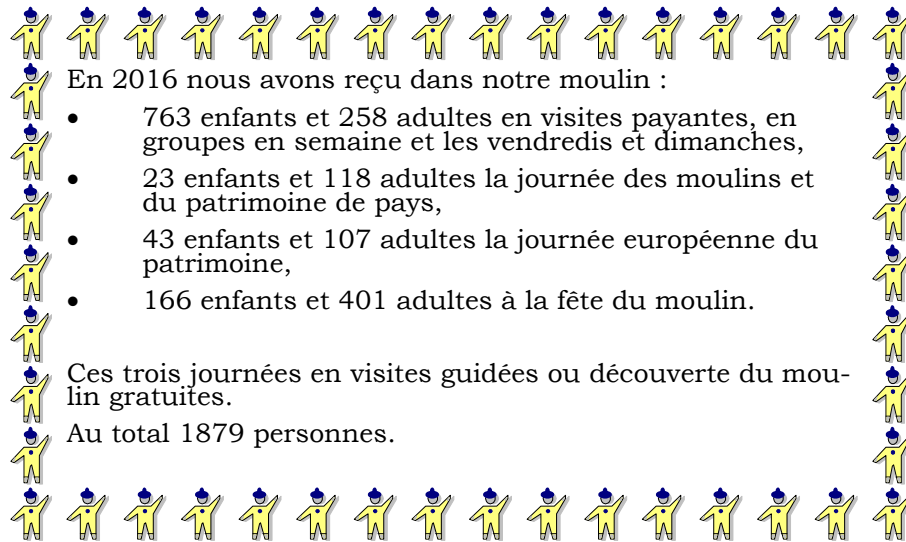 En 2016 nous avons reçu dans notre moulin :
• 763 enfants et 258 adultes en visites payantes, en
groupes en semaine et les vendredis et dimanches,
• 23 enfants et 118 adultes la journée des moulins et
du patrimoine de pays,
• 43 enfants et 107 adultes la journée européenne du
patrimoine,
• 166 enfants et 401 adultes à la fête du moulin.
Ces trois journées en visites guidées ou découverte du mou-
lin gratuites.
Au total 1879 personnes.